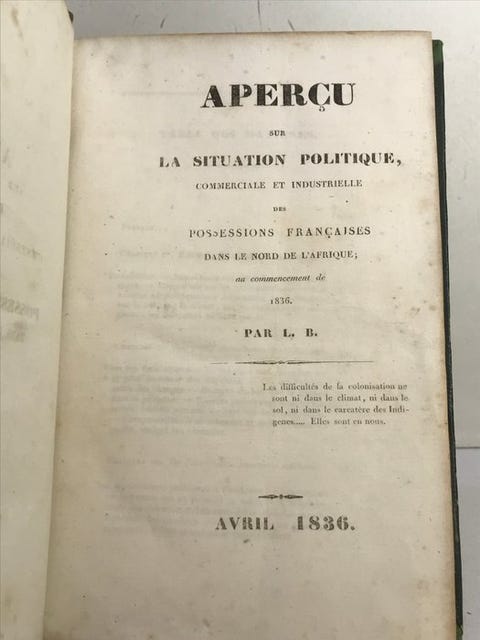 APERÇU
SUR
LA SITUATION POLITIQUE,
COMMERCIALE ET INDUSTRIELLE
DES
POSSESSIONS FRANÇAISES
DANS LE NORD DE L'AFRIQUE;
au commencement de
1836.
PAR L. B.
Les difficultés de la colonisation ne
sont ni dans le climat, ni dans le
sol, ni dans le carcatère des Indi-
genes..... Elles sont en nous.
AVRIL 1836.